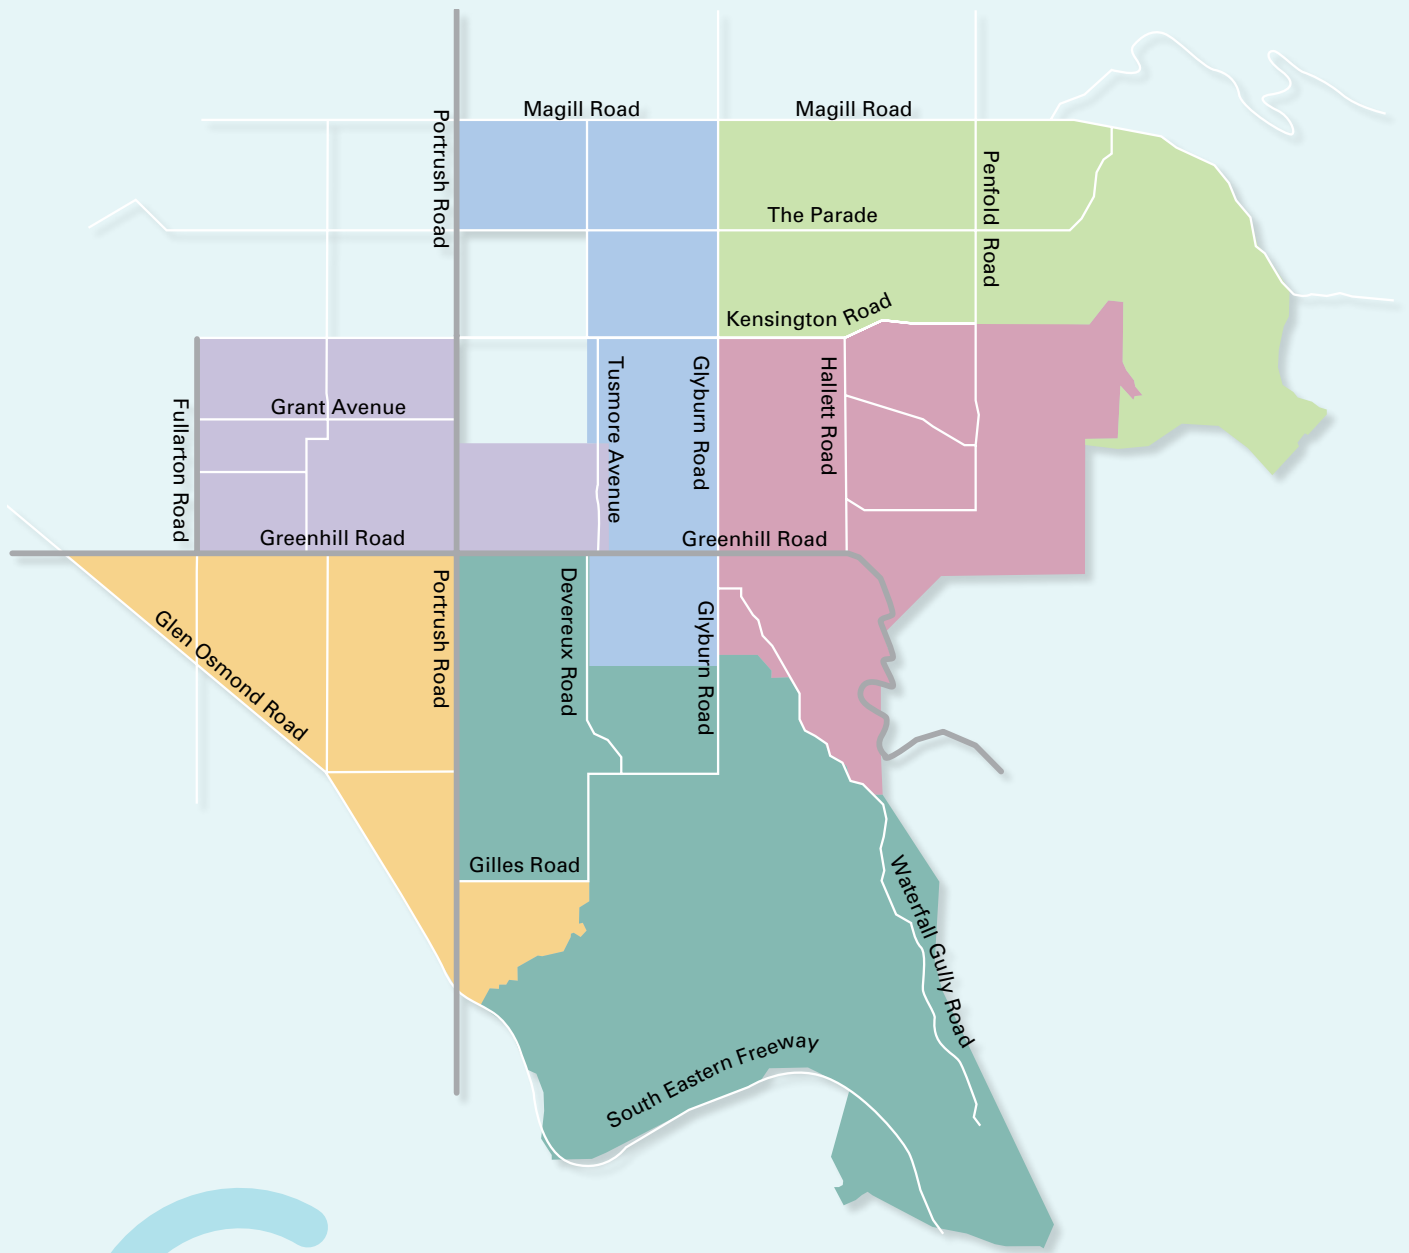 Magill Road
Magill Road
Portrush Road
Penfold Road
The Parade
Kensington Road
Tusmore Avenue
Glyburn Road
Hallett Road
Fullarton Road
Grant Avenue
Greenhill Road
Greenhill Road
Glen Osmond Road
Portrush Road
Devereux Road
Glyburn Road
Gilles Road
Waterfall Gully Road
South Eastern Freeway